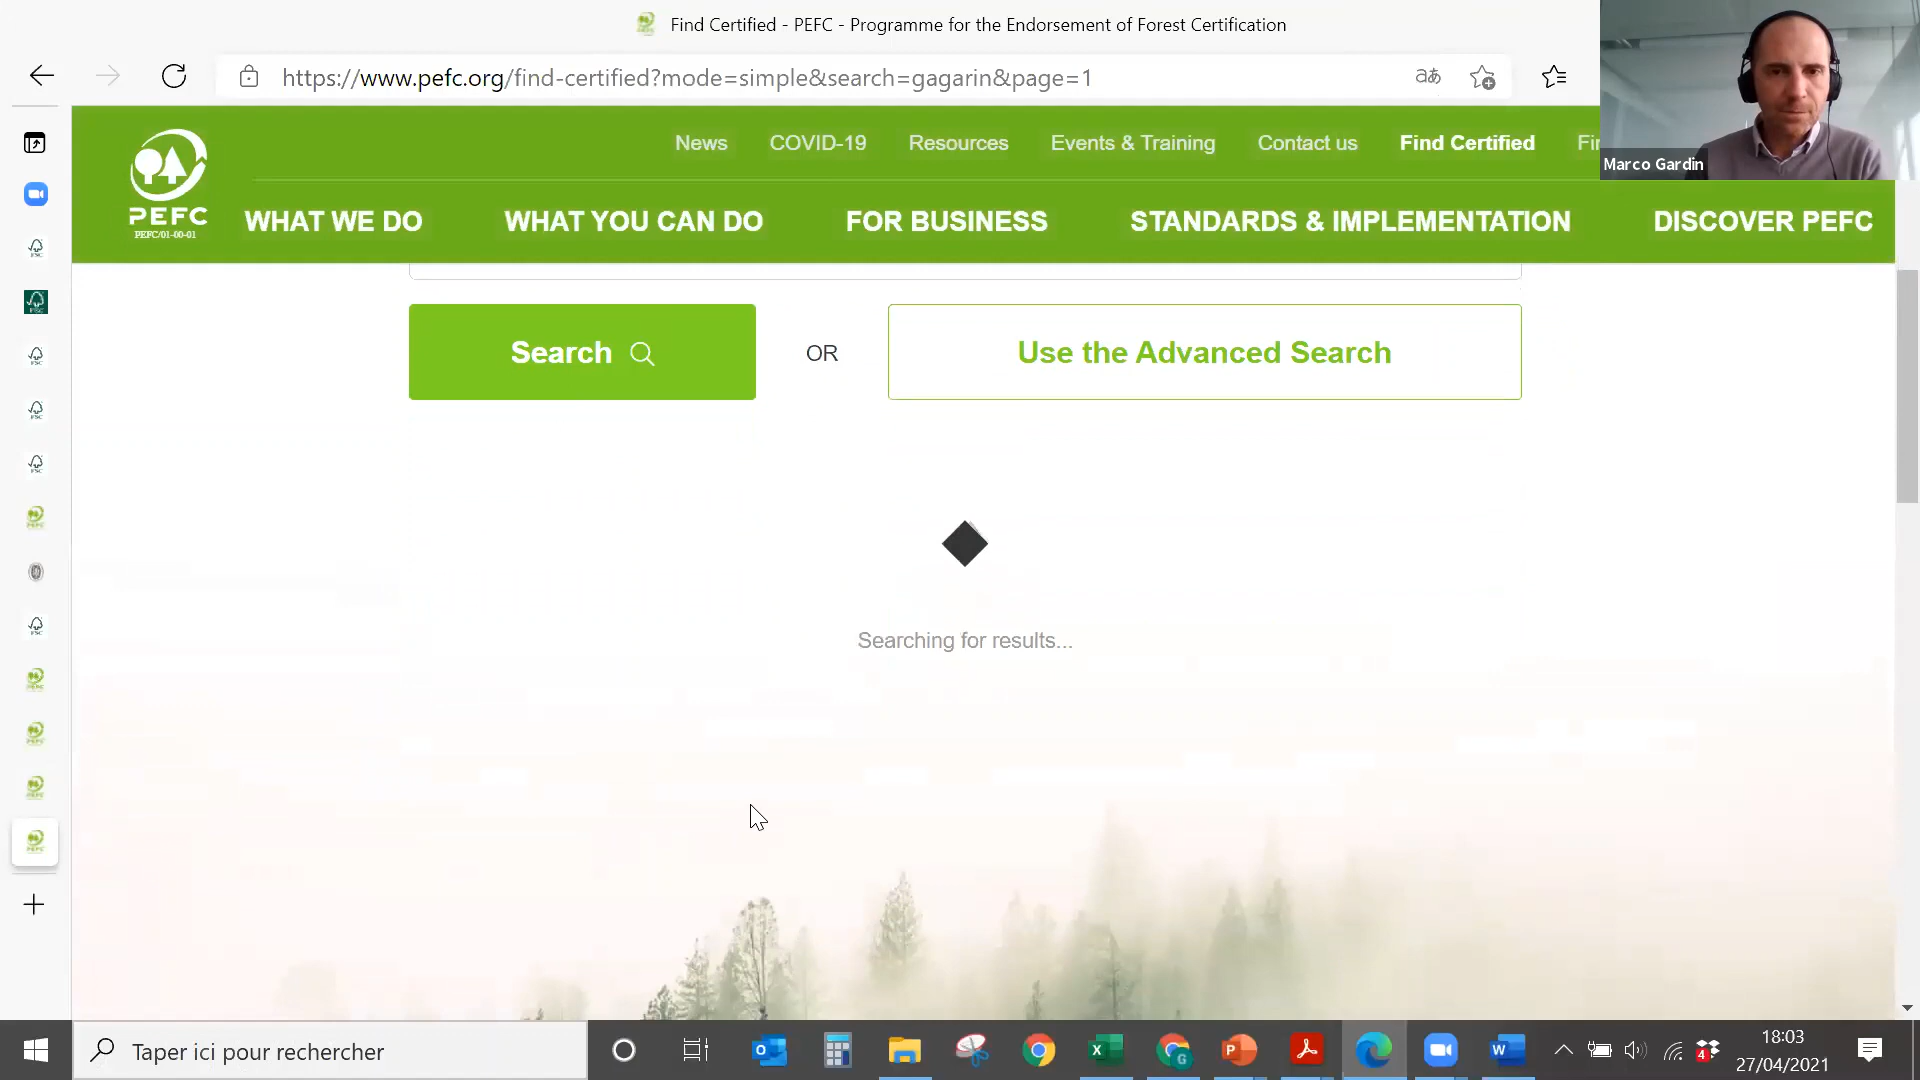 Find Certified - PEFC - Programme for the Endorsement of Forest Certification
https://www.pefc.org/find-certified?mode=simple&search=gagarin&page=1
Marco Gardin
News COVID-19 Resources Events & Training Contact us Find Certified Fi
PEFC
PEFC/01-00-01
WHAT WE DO WHAT YOU CAN DO FOR BUSINESS STANDARDS & IMPLEMENTATION DISCOVER PEFC
Search OR Use the Advanced Search
Searching for results...
Taper ici pour rechercher
18:03
27/04/2021